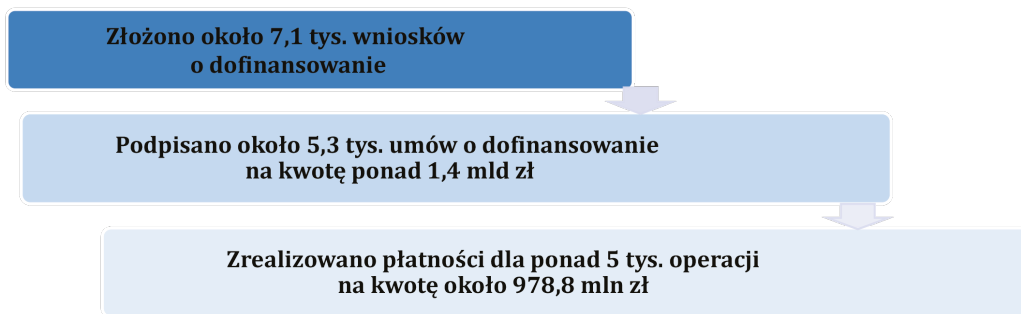 Złożono około 7,1 tys. wniosków
o dofinansowanie
Podpisano około 5,3 tys. umów o dofinansowanie
na kwotę ponad 1,4 mld zł
Zrealizowano płatności dla ponad 5 tys. operacji
na kwotę około 978,8 mln zł